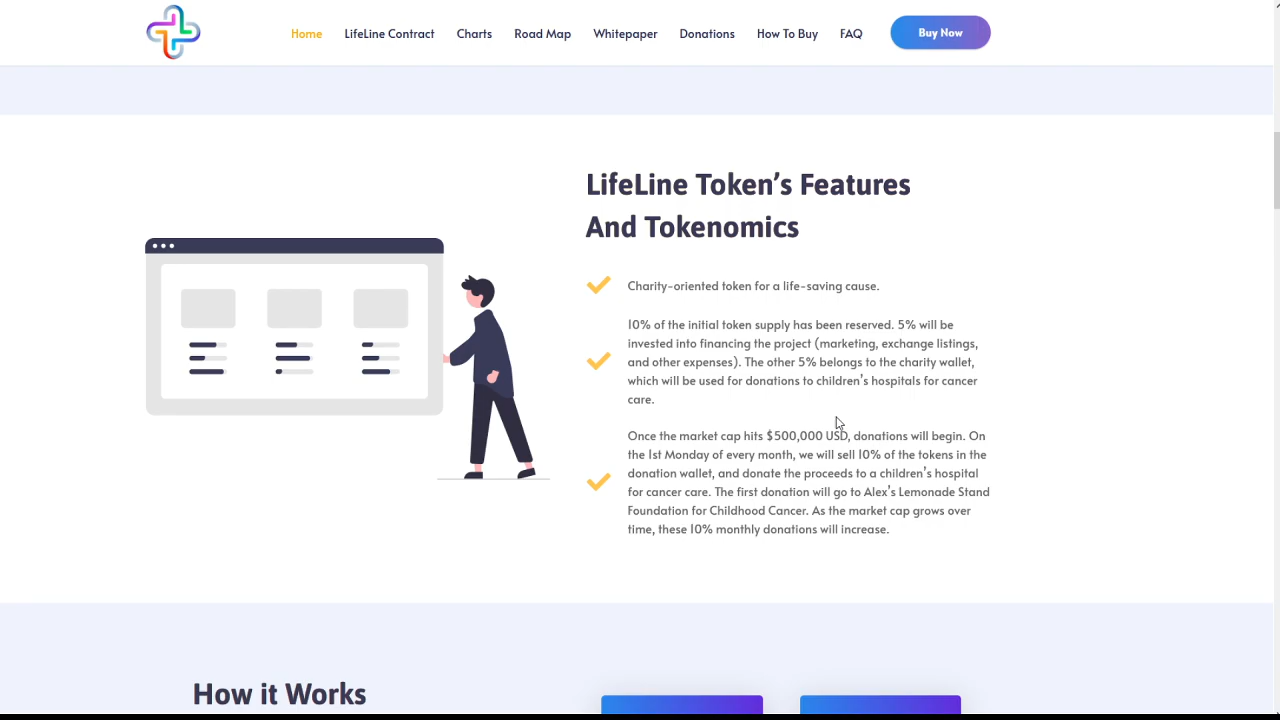 Home LifeLine Contract Charts Road Map Whitepaper Donations How To Buy FAQ Buy Now
LifeLine Token’s Features
And Tokenomics
Charity-oriented token for a life-saving cause.
10% of the initial token supply has been reserved. 5% will be
invested into financing the project (marketing, exchange listings,
and other expenses). The other 5% belongs to the charity wallet,
which will be used for donations to children’s hospitals for cancer
care.
Once the market cap hits $500,000 USD, donations will begin. On
the 1st Monday of every month, we will sell 10% of the tokens in the
donation wallet, and donate the proceeds to a children’s hospital
for cancer care. The first donation will go to Alex’s Lemonade Stand
Foundation for Childhood Cancer. As the market cap grows over
time, these 10% monthly donations will increase.
How it Works